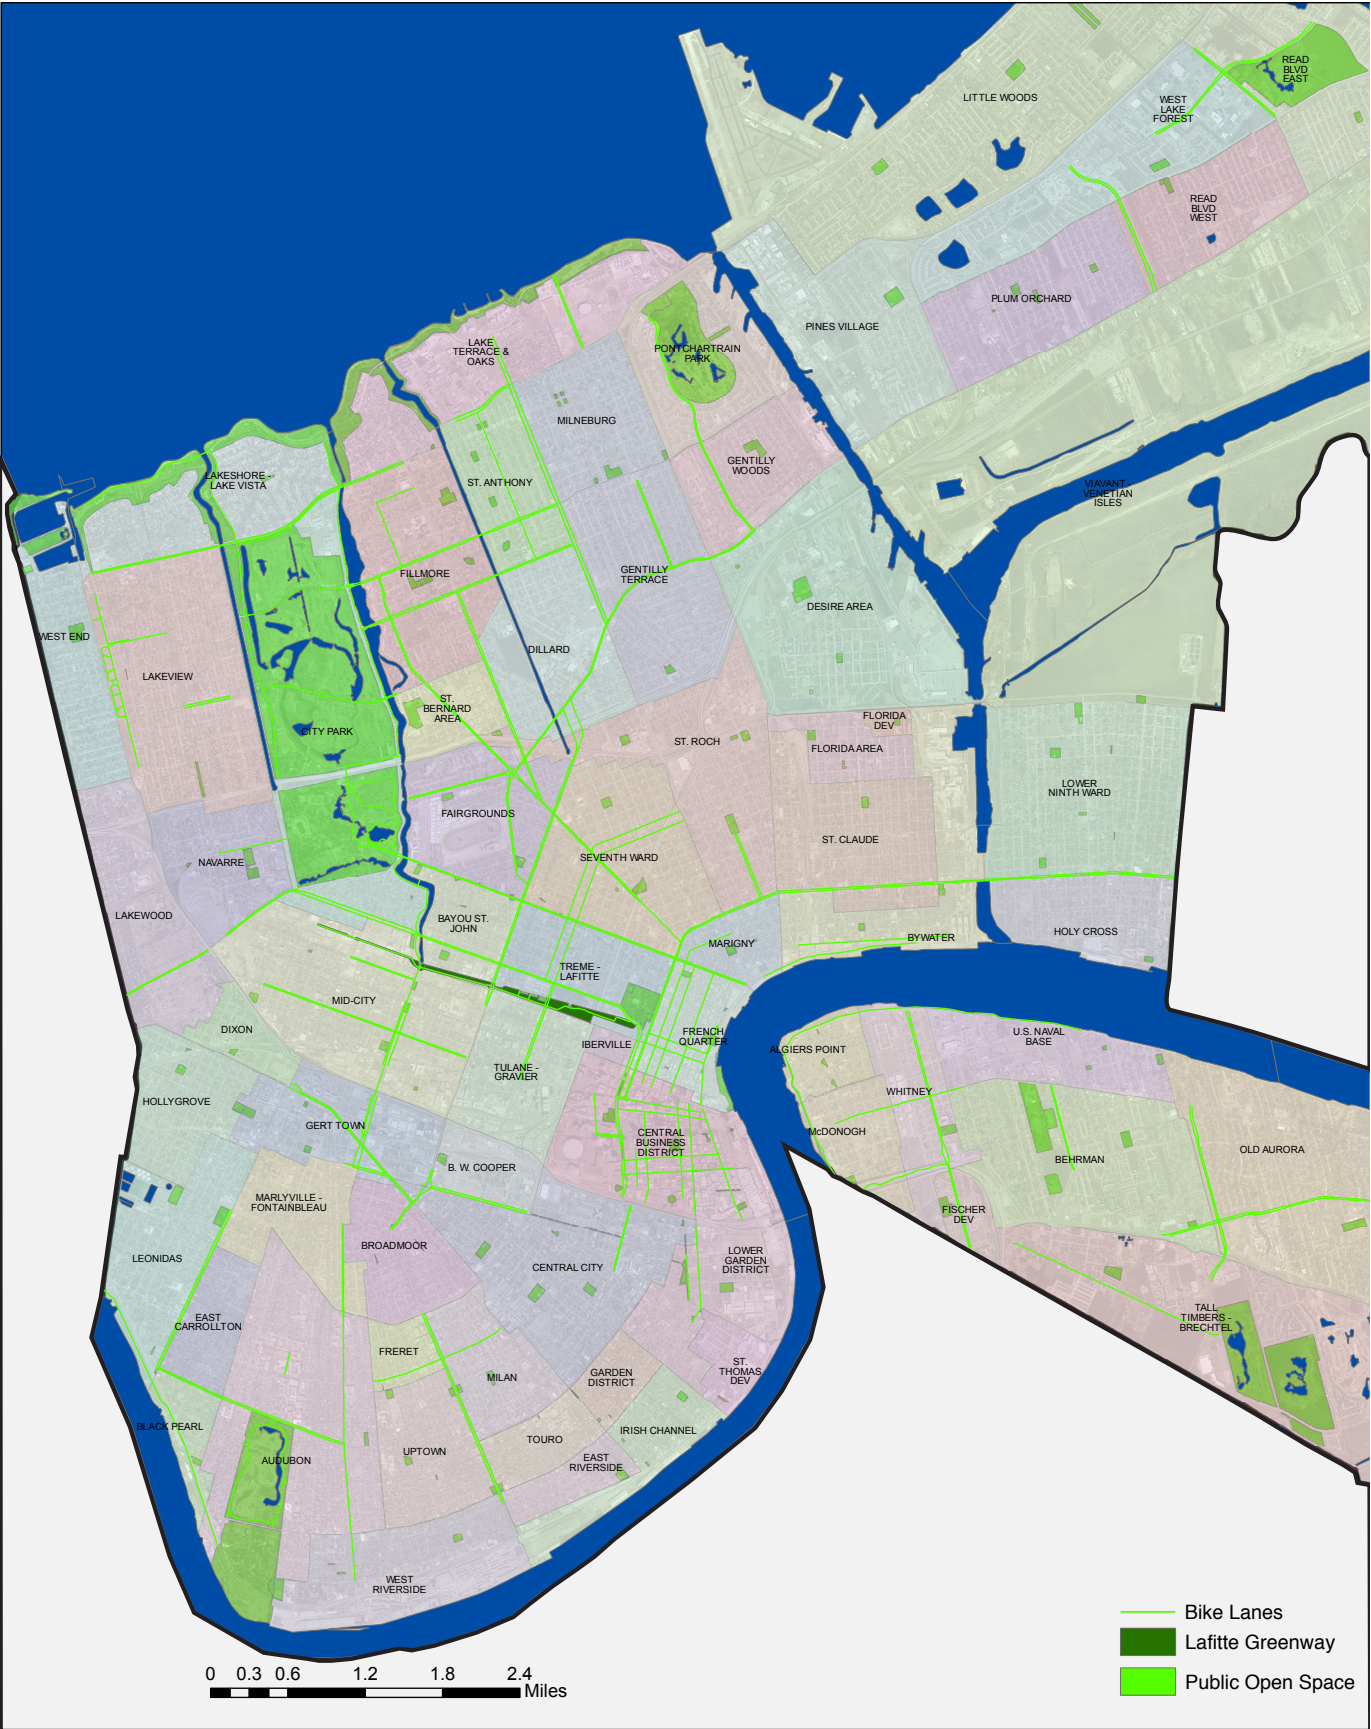 READ
BLVD
EAST
LITTLE WOODS
WEST
LAKE
FOREST
READ
BLVD
WEST
PLUM ORCHARD
PINES VILLAGE
LAKE
TERRACE &
OAKS
PONTCHARTRAIN
PARK
MILNEBURG
GENTILLY
WOODS
LAKESHORE -
LAKE VISTA
ST. ANTHONY
VIAVANT -
VENETIAN
ISLES
FILLMORE
GENTILLY
TERRACE
DESIRE AREA
WEST END
DILLARD
LAKEVIEW
ST.
BERNARD
AREA
CITY PARK
ST. ROCH
FLORIDA
DEV
FLORIDA AREA
LOWER
NINTH WARD
FAIRGROUNDS
ST. CLAUDE
SEVENTH WARD
NAVARRE
LAKEWOOD
BAYOU ST.
JOHN
MARIGNY
BYWATER
HOLY CROSS
TREME -
LAFITTE
MID-CITY
DIXON
IBERVILLE
FRENCH
QUARTER
U.S. NAVAL
BASE
ALGIERS POINT
TULANE -
GRAVIER
WHITNEY
HOLLYGROVE
GERT TOWN
CENTRAL
BUSINESS
DISTRICT
McDONOGH
BEHRMAN
OLD AURORA
B. W. COOPER
MARLYVILLE -
FONTAINBLEAU
FISCHER
DEV
BROADMOOR
LEONIDAS
CENTRAL CITY
LOWER
GARDEN
DISTRICT
EAST
CARROLLTON
TALL
TIMBERS -
BRECHTEL
FRERET
MILAN
GARDEN
DISTRICT
ST.
THOMAS
DEV
BLACK PEARL
IRISH CHANNEL
TOURO
UPTOWN
AUDUBON
EAST
RIVERSIDE
WEST
RIVERSIDE
Bike Lanes
Lafitte Greenway
Public Open Space
0 0.3 0.6 1.2 1.8 2.4
Miles